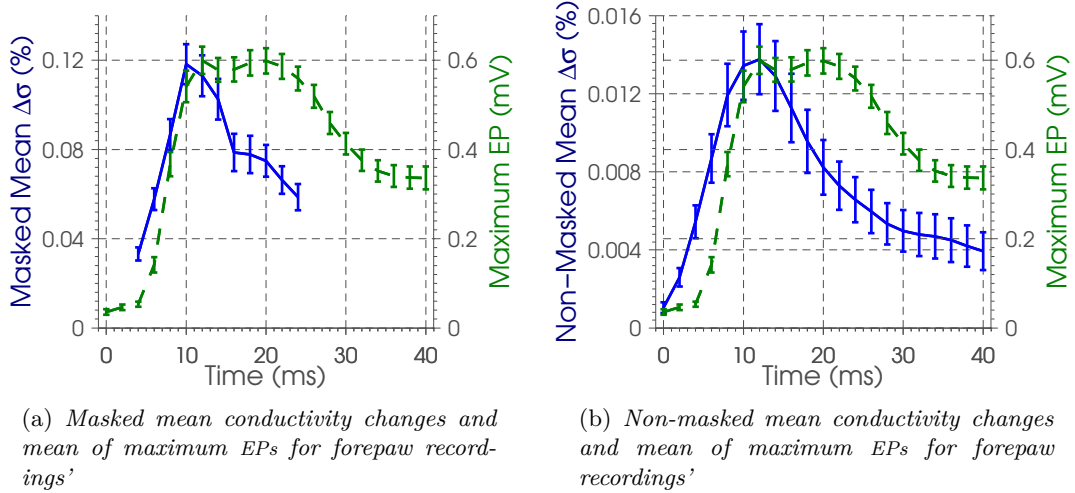 Masked Mean Δσ (%)
0.12
0.08
0.04
0
0.6
0.4
0.2
0
Maximum EP (mV)
0 10 20 30 40
Time (ms)
Non−Masked Mean Δσ (%)
0.016
0.014
0.008
0.004
0
0.6
0.4
0.2
0
Maximum EP (mV)
0 10 20 30 40
Time (ms)
(a) Masked mean conductivity changes and
mean of maximum EPs for forepaw record-
ings'
(b) Non-masked mean conductivity changes
and mean of maximum EPs for forepaw
recordings'